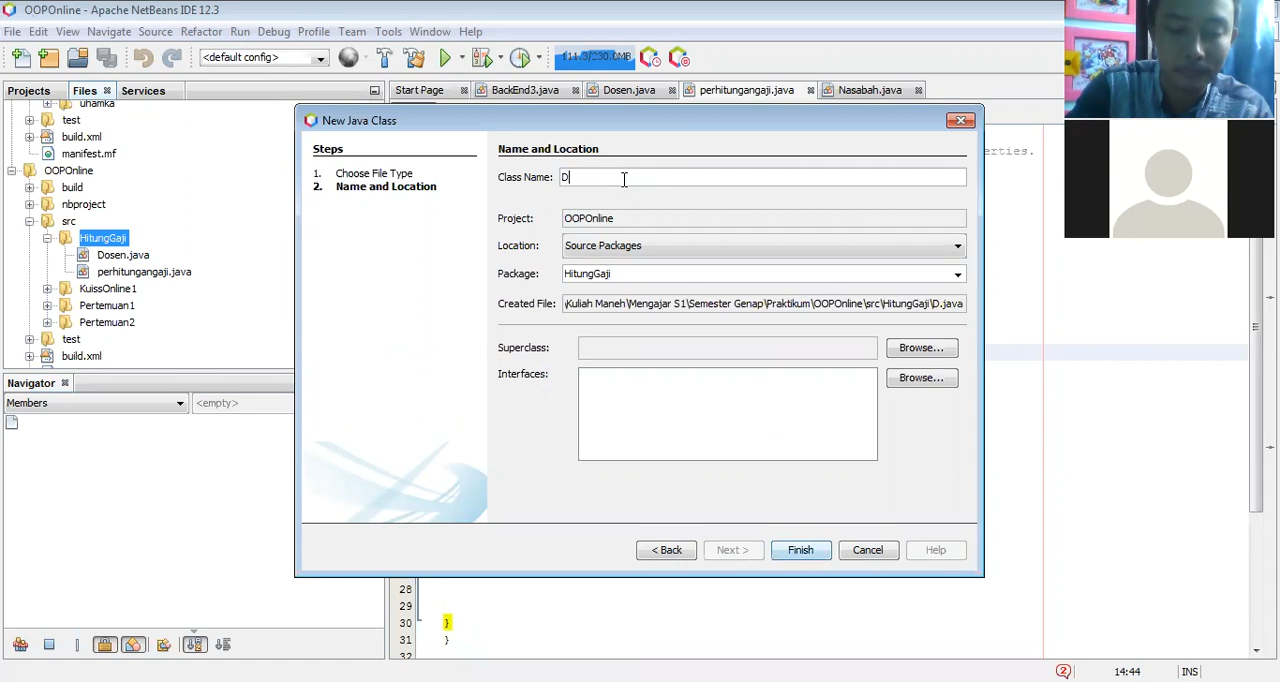 OOPOnline - Apache NetBeans IDE 12.3
File Edit View Navigate Source Refactor Run Debug Profile Team Tools Window Help
<default config>
111.3/230.0MB
Projects Files Services
Start Page BackEnd3.java Dosen.java perhitungangaji.java Nasabah.java
uhamka
test
build.xml
manifest.mf
OOPOnline
build
nbproject
src
HitungGaji
Dosen.java
perhitungangaji.java
KuissOnline1
Pertemuan1
Pertemuan2
test
build.xml
Navigator
Members <empty>
New Java Class
Steps
1. Choose File Type
2. Name and Location
Name and Location
Class Name: D
Project: OOPOnline
Location: Source Packages
Package: HitungGaji
Created File: \Kuliah Maneh\Mengajar S1\Semester Genap\Praktikum\OOPOnline\src\HitungGaji\D.java
Superclass: Browse...
Interfaces: Browse...
< Back Next > Finish Cancel Help
erties.
28
29
30 }
31 }
32
2 14:44 INS